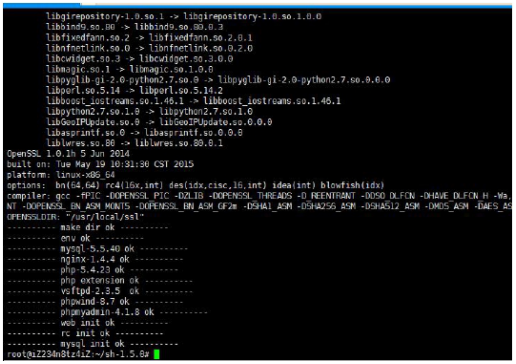 libgirepository-1.0.so.1 -> libgirepository-1.0.so.1.0.0
libbind9.so.80 -> libbind9.so.80.0.3
libfixedfann.so.2 -> libfixedfann.so.2.0.1
libnfnetlink.so.0 -> libnfnetlink.so.0.2.0
libcwidget.so.3 -> libcwidget.so.3.0.0
libmagic.so.1 -> libmagic.so.1.0.0
libpyglib-gi-2.0-python2.7.so.0 -> libpyglib-gi-2.0-python2.7.so.0.0.0
libperl.so.5.14 -> libperl.so.5.14.2
libboost_iostreams.so.1.46.1 -> libboost_iostreams.so.1.46.1
libpython2.7.so.1.0 -> libpython2.7.so.1.0
libGeoIPUpdate.so.0 -> libGeoIPUpdate.so.0.0.0
libasprintf.so.0 -> libasprintf.so.0.0.0
liblwres.so.80 -> liblwres.so.80.0.1
OpenSSL 1.0.1h 5 Jun 2014
built on: Tue May 19 10:31:30 CST 2015
platform: linux-x86_64
options:  bn(64,64) rc4(16x,int) des(idx,cisc,16,int) idea(int) blowfish(idx)
compiler: gcc -fPIC -DOPENSSL_PIC -DZLIB -DOPENSSL_THREADS -D_REENTRANT -DDSO_DLFCN -DHAVE_DLFCN_H -Wa,
NT -DOPENSSL_BN_ASM_MONT5 -DOPENSSL_BN_ASM_GF2m -DSHA1_ASM -DSHA256_ASM -DSHA512_ASM -DMD5_ASM -DAES_AS
OPENSSLDIR: "/usr/local/ssl"
---------- make dir ok ----------
---------- env ok ----------
---------- mysql-5.5.40 ok ----------
---------- nginx-1.4.4 ok ----------
---------- php-5.4.23 ok ----------
---------- php extension ok ----------
---------- vsftpd-2.3.5  ok ----------
---------- phpwind-8.7 ok ----------
---------- phpmyadmin-4.1.8 ok ----------
---------- web init ok ----------
---------- rc init ok ----------
---------- mysql init ok ----------
root@iZ234n8tz4iZ:~/sh-1.5.0#